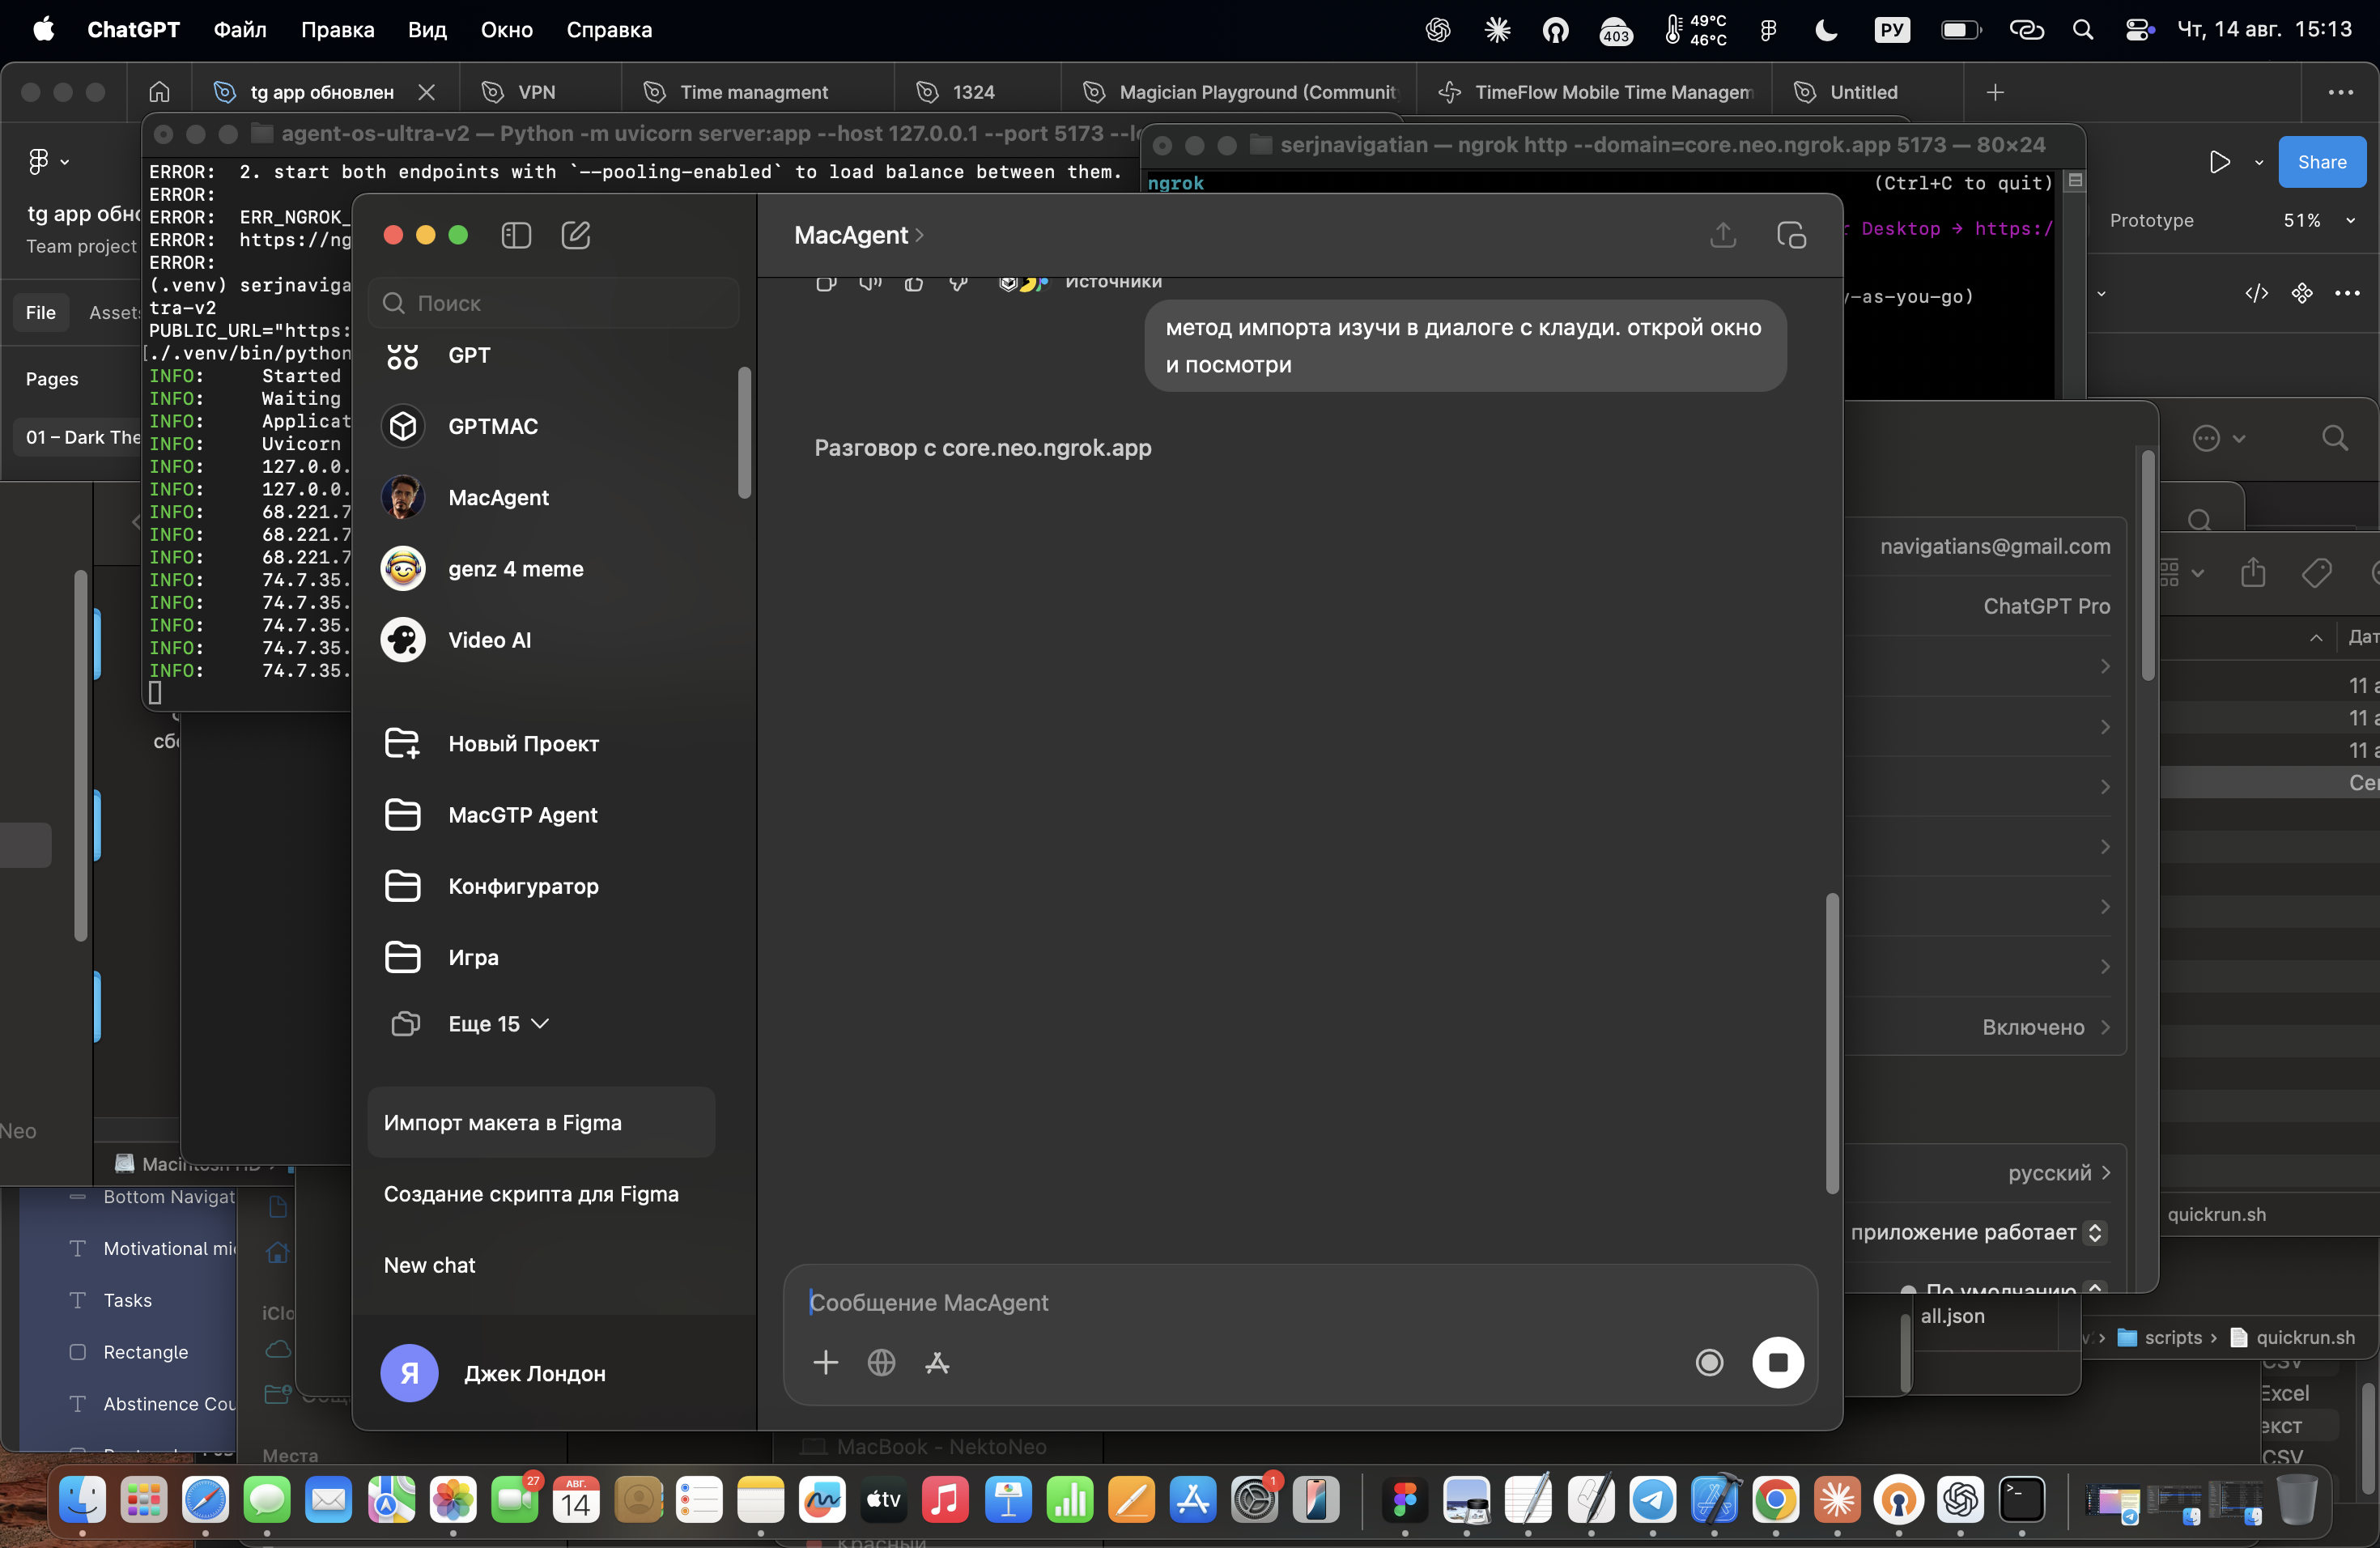 ChatGPT Файл Правка Вид Окно Справка
403
49°C
46°C
РУ
Чт, 14 авг. 15:13
tg app обновлен
VPN
Time managment
1324
Magician Playground (Communit
TimeFlow Mobile Time Managem
Untitled
agent-os-ultra-v2 — Python -m uvicorn server:app --host 127.0.0.1 --port 5173 --l
serjnavigatian — ngrok http --domain=core.neo.ngrok.app 5173 — 80×24
Share
tg app обн
Team project
File Assets
Pages
01 – Dark The
Prototype 51%
ERROR: 2. start both endpoints with `--pooling-enabled` to load balance between them.
ERROR:
ERROR: ERR_NGROK_
ERROR: https://ng
ERROR:
(.venv) serjnaviga
tra-v2
PUBLIC_URL="https:
[./.venv/bin/python
INFO: Started
INFO: Waiting
INFO: Applicat
INFO: Uvicorn
INFO: 127.0.0.
INFO: 127.0.0.
INFO: 68.221.7
INFO: 68.221.7
INFO: 68.221.7
INFO: 74.7.35.
INFO: 74.7.35.
INFO: 74.7.35.
INFO: 74.7.35.
INFO: 74.7.35.
ngrok (Ctrl+C to quit)
r Desktop → https:/
y-as-you-go)
Поиск
GPT
GPTMAC
MacAgent
genz 4 meme
Video AI
Новый Проект
MacGTP Agent
Конфигуратор
Игра
Еще 15
Импорт макета в Figma
Создание скрипта для Figma
New chat
Я
Джек Лондон
MacAgent
Источники
метод импорта изучи в диалоге с клауди. открой окно
и посмотри
Разговор с core.neo.ngrok.app
Сообщение MacAgent
navigatians@gmail.com
ChatGPT Pro
Включено
русский
приложение работает
По умолчанию
all.json
Дат
11 а
11 а
11 а
Сег
quickrun.sh
scripts
quickrun.sh
CSV
Excel
екст
CSV
сбо
Neo
Macintosh HD
Bottom Navigat
Motivational mi
Tasks
Rectangle
Abstinence Cou
iClo
Места
MacBook - NektoNeo
Красный
27
АВГ.
14
tv
1